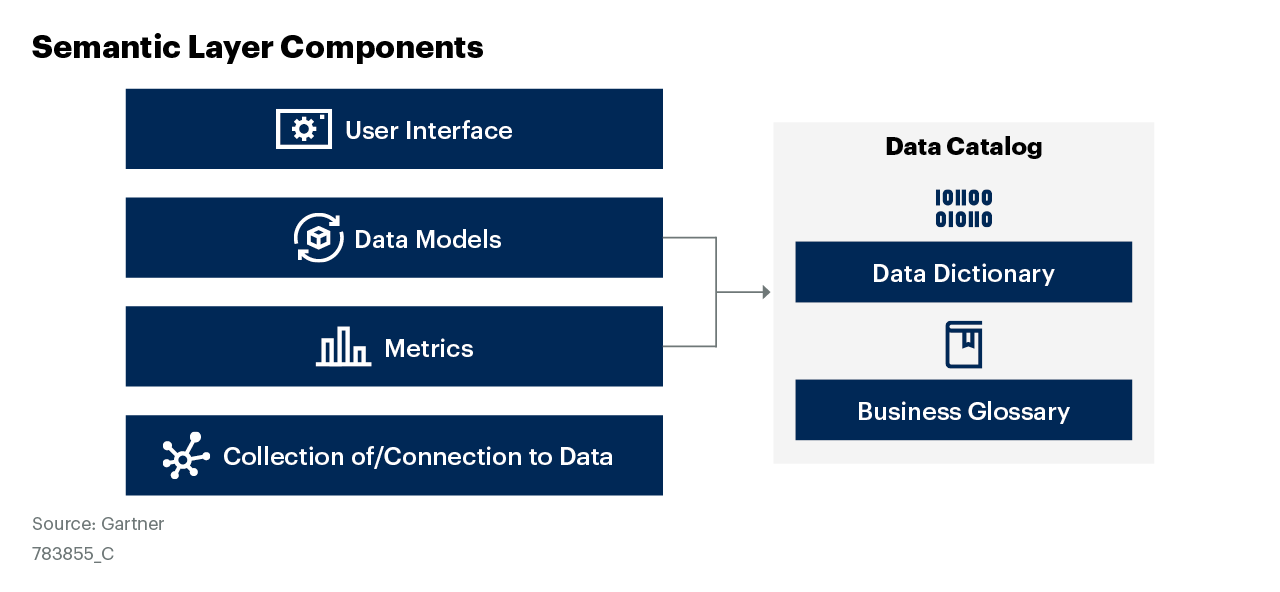 Semantic Layer Components
User Interface
Data Models
Metrics
Collection of/Connection to Data
Data Catalog
101100
010110
Data Dictionary
Business Glossary
Source: Gartner
783855_C